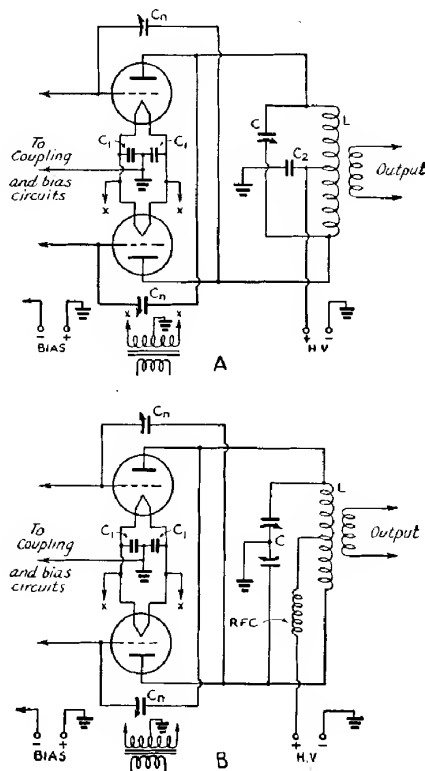 Cn
C
L
C1
C1
To
Coupling
and bias
circuits
C2
Output
x
x
Cn
x
x
- +
BIAS
+ -
H.V
A
Cn
L
C1
C1
C
To
Coupling
and bias
circuits
Output
x
x
RFC
Cn
- +
BIAS
+ -
H.V
B